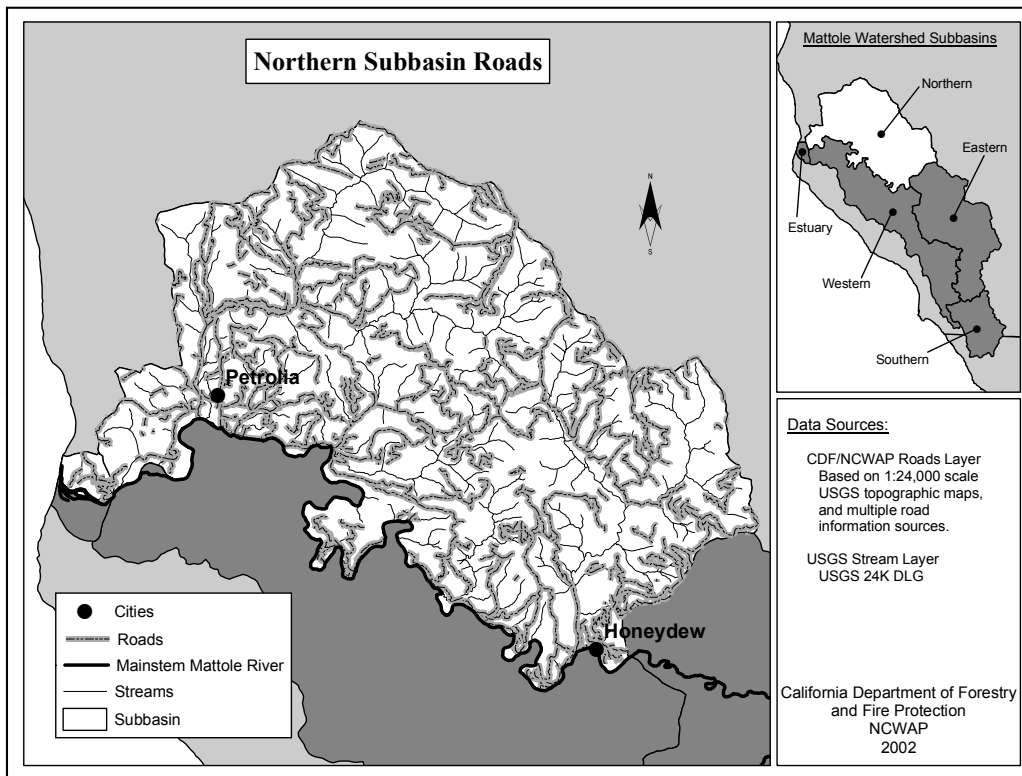 Northern Subbasin Roads
N
S
Petrolia
Honeydew
Cities
Roads
Mainstem Mattole River
Streams
Subbasin
Mattole Watershed Subbasins
Northern
Eastern
Estuary
Western
Southern
Data Sources:
CDF/NCWAP Roads Layer
Based on 1:24,000 scale
USGS topographic maps,
and multiple road
information sources.
USGS Stream Layer
USGS 24K DLG
California Department of Forestry
and Fire Protection
NCWAP
2002